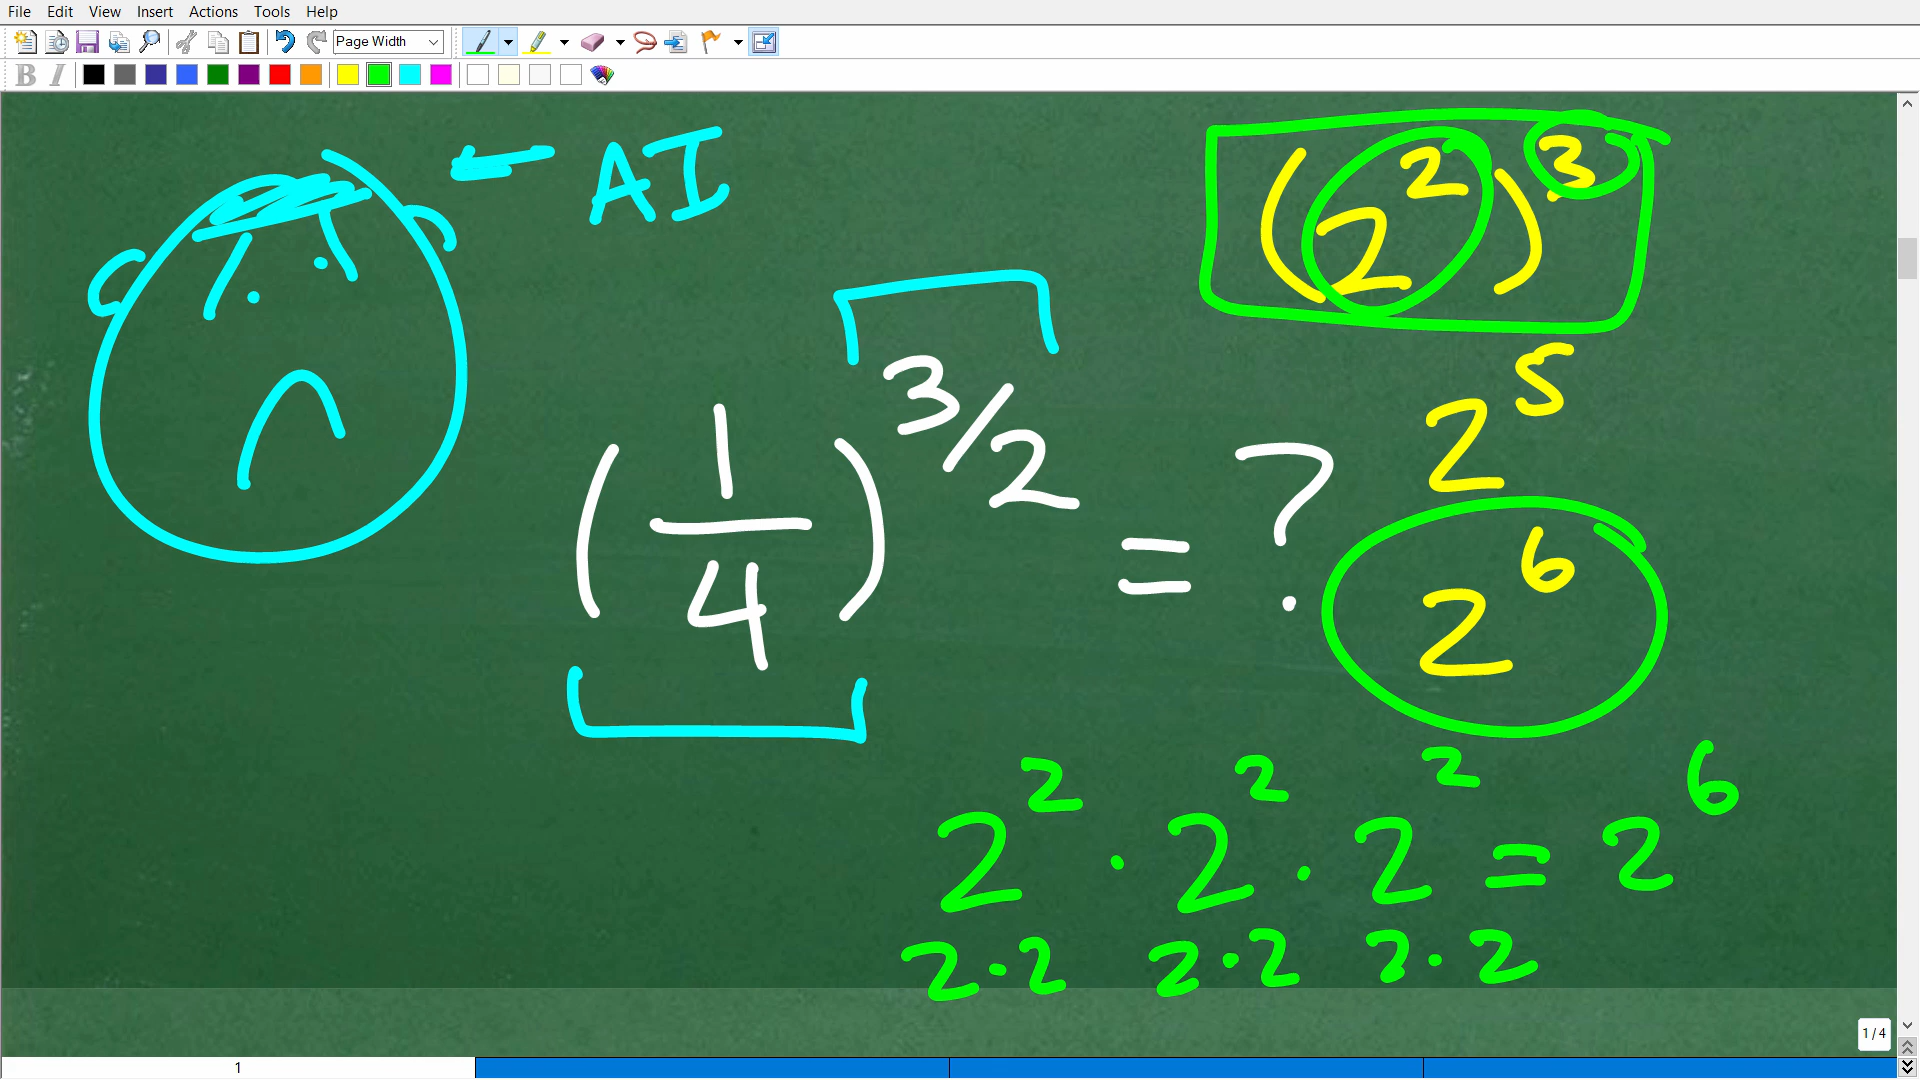 File Edit View Insert Actions Tools Help
Page Width
B I
AI
(2²)³
(1/4)^3/2 = ?
2⁵
2⁶
2² · 2² · 2² = 2⁶
2·2 2·2 2·2
1 / 4
1